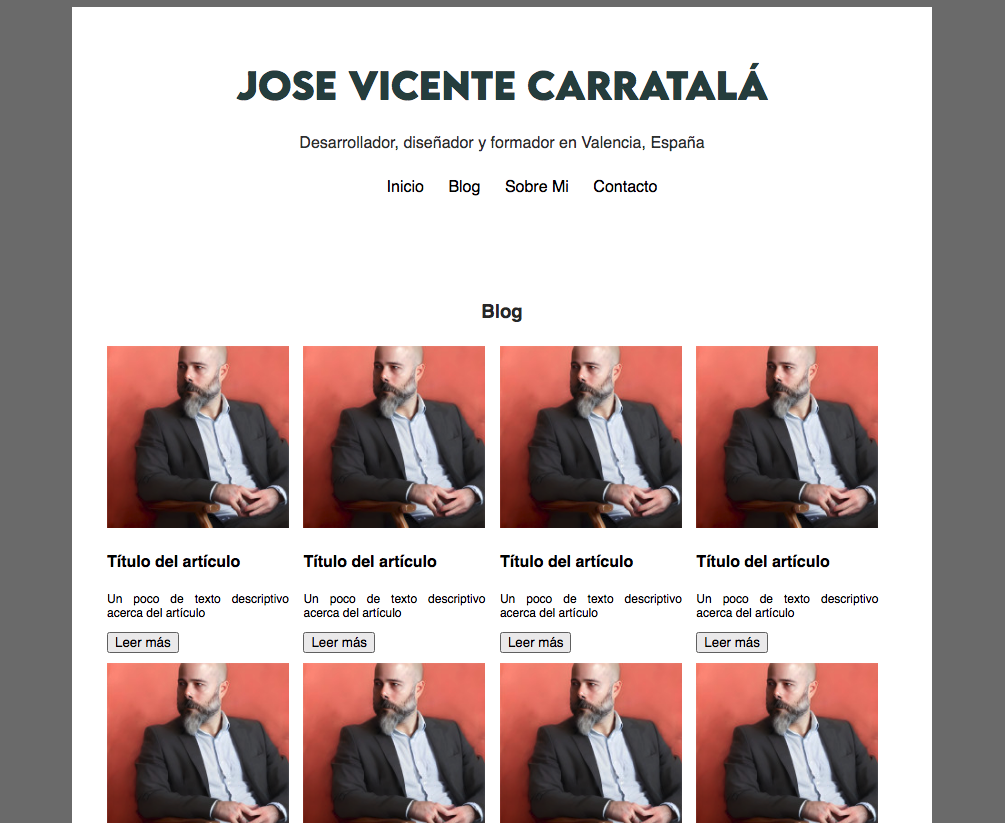 JOSE VICENTE CARRATALÁ
Desarrollador, diseñador y formador en Valencia, España
Inicio Blog Sobre Mi Contacto
Blog
Título del artículo Título del artículo Título del artículo Título del artículo
Un poco de texto descriptivo Un poco de texto descriptivo Un poco de texto descriptivo Un poco de texto descriptivo
acerca del artículo acerca del artículo acerca del artículo acerca del artículo
Leer más Leer más Leer más Leer más